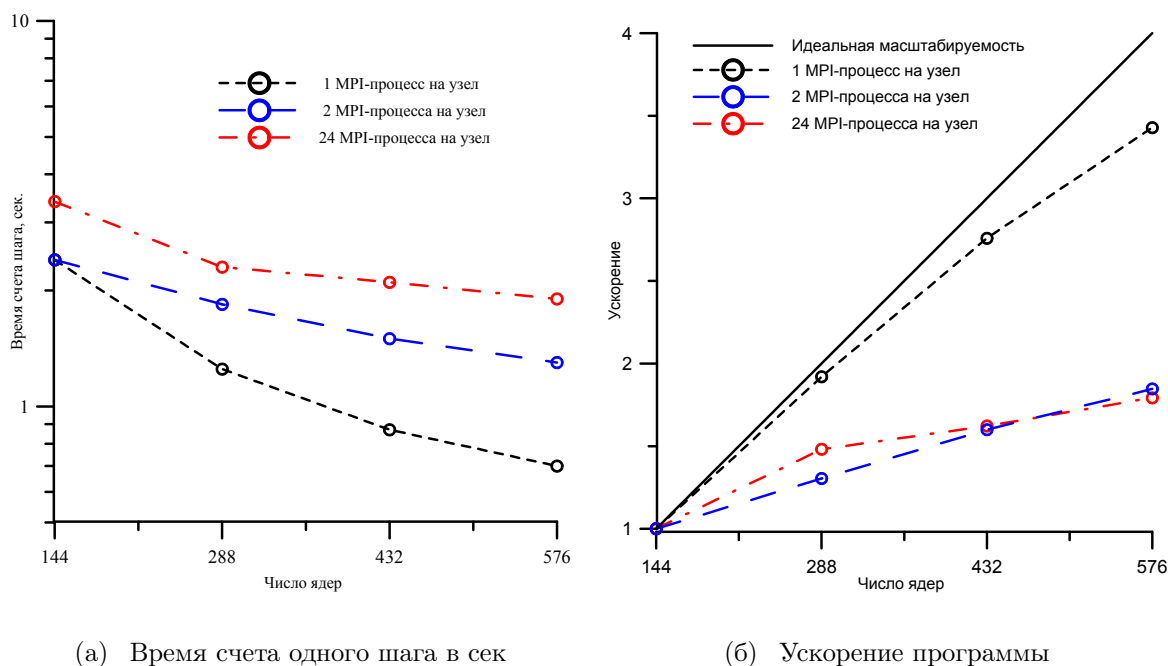 10
1 MPI-процесс на узел
2 MPI-процесса на узел
24 MPI-процесса на узел
Время счета шага, сек.
1
144
288
432
576
Число ядер
(а) Время счета одного шага в сек
4
Идеальная масштабируемость
1 MPI-процесс на узел
2 MPI-процесса на узел
24 MPI-процесса на узел
3
Ускорение
2
1
144
288
432
576
Число ядер
(б) Ускорение программы